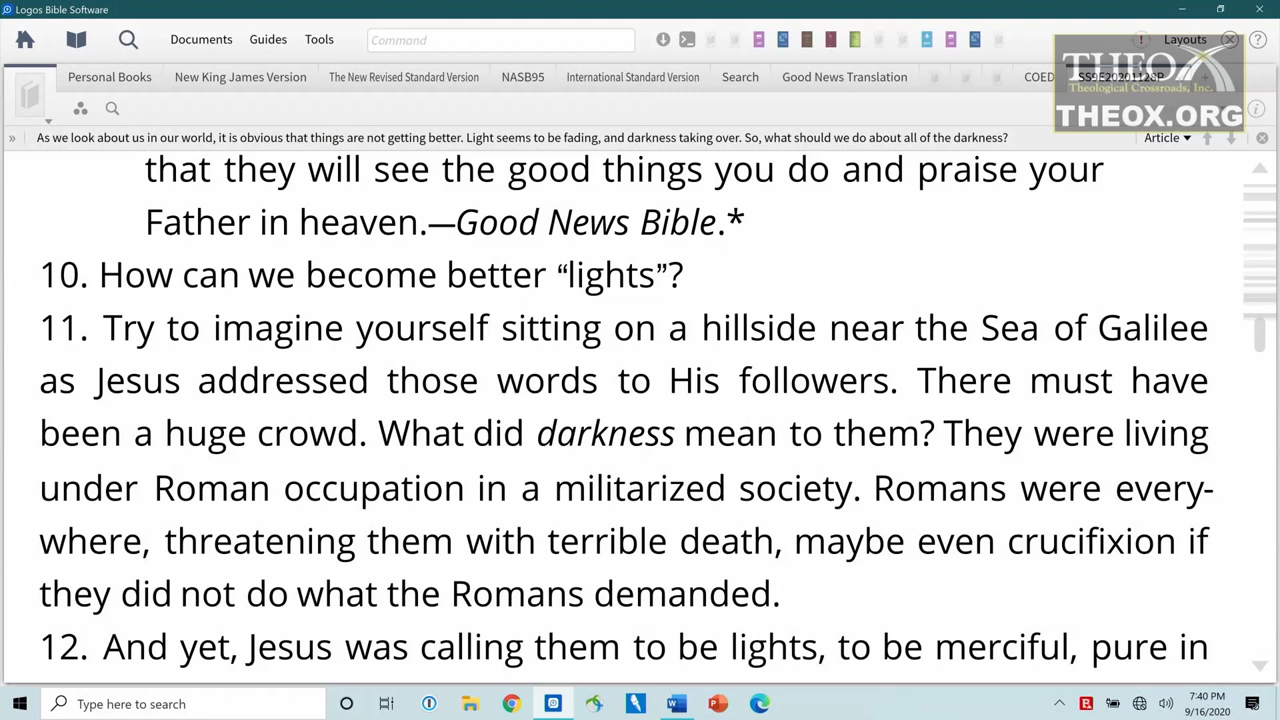 Logos Bible Software
Documents Guides Tools Command Layouts
THEOX
Theological Crossroads, Inc.
THEOX.ORG
Personal Books New King James Version The New Revised Standard Version NASB95 International Standard Version Search Good News Translation COED SS9E20201128P
» As we look about us in our world, it is obvious that things are not getting better. Light seems to be fading, and darkness taking over. So, what should we do about all of the darkness? Article
that they will see the good things you do and praise your
Father in heaven.—Good News Bible.*
10. How can we become better “lights”?
11. Try to imagine yourself sitting on a hillside near the Sea of Galilee
as Jesus addressed those words to His followers. There must have
been a huge crowd. What did darkness mean to them? They were living
under Roman occupation in a militarized society. Romans were every-
where, threatening them with terrible death, maybe even crucifixion if
they did not do what the Romans demanded.
12. And yet, Jesus was calling them to be lights, to be merciful, pure in
Type here to search
7:40 PM
9/16/2020